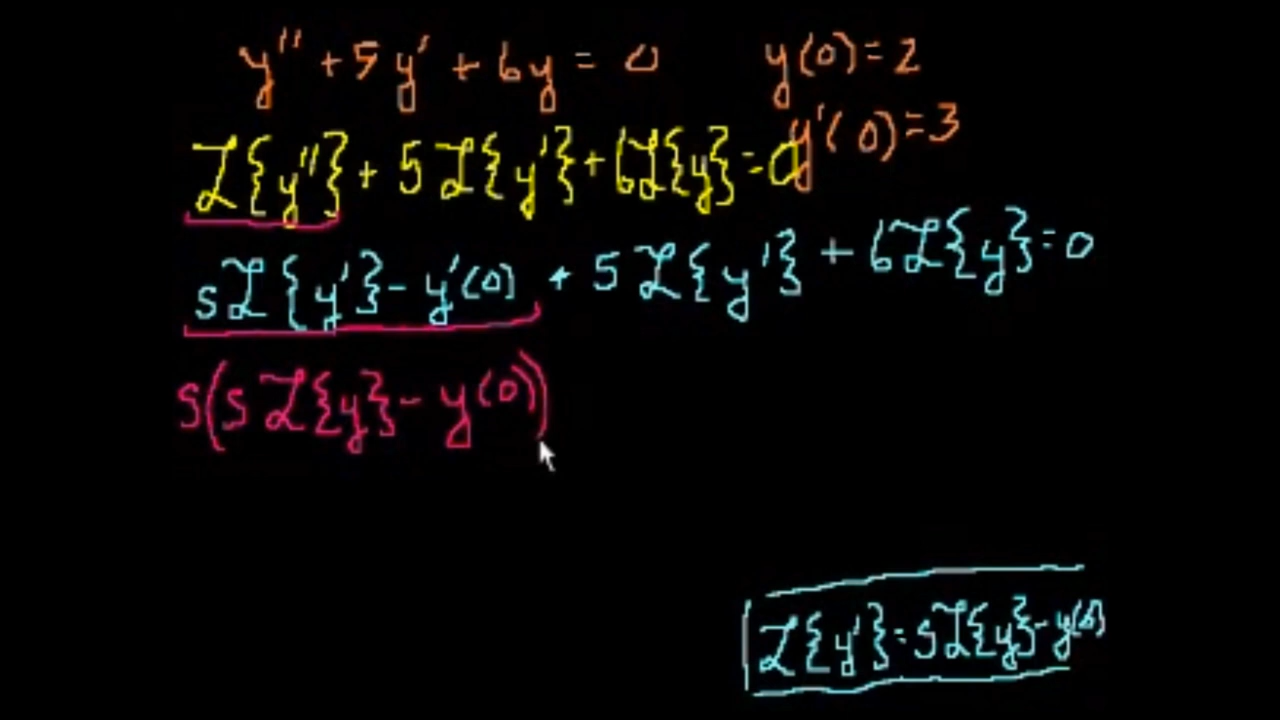 y'' + 5y' + 6y = 0 y(0) = 2
y'(0) = 3
ℒ{y''} + 5ℒ{y'} + 6ℒ{y} = 0
sℒ{y'} - y'(0) + 5ℒ{y'} + 6ℒ{y} = 0
s(sℒ{y} - y(0))
ℒ{y'} = sℒ{y} - y(0)